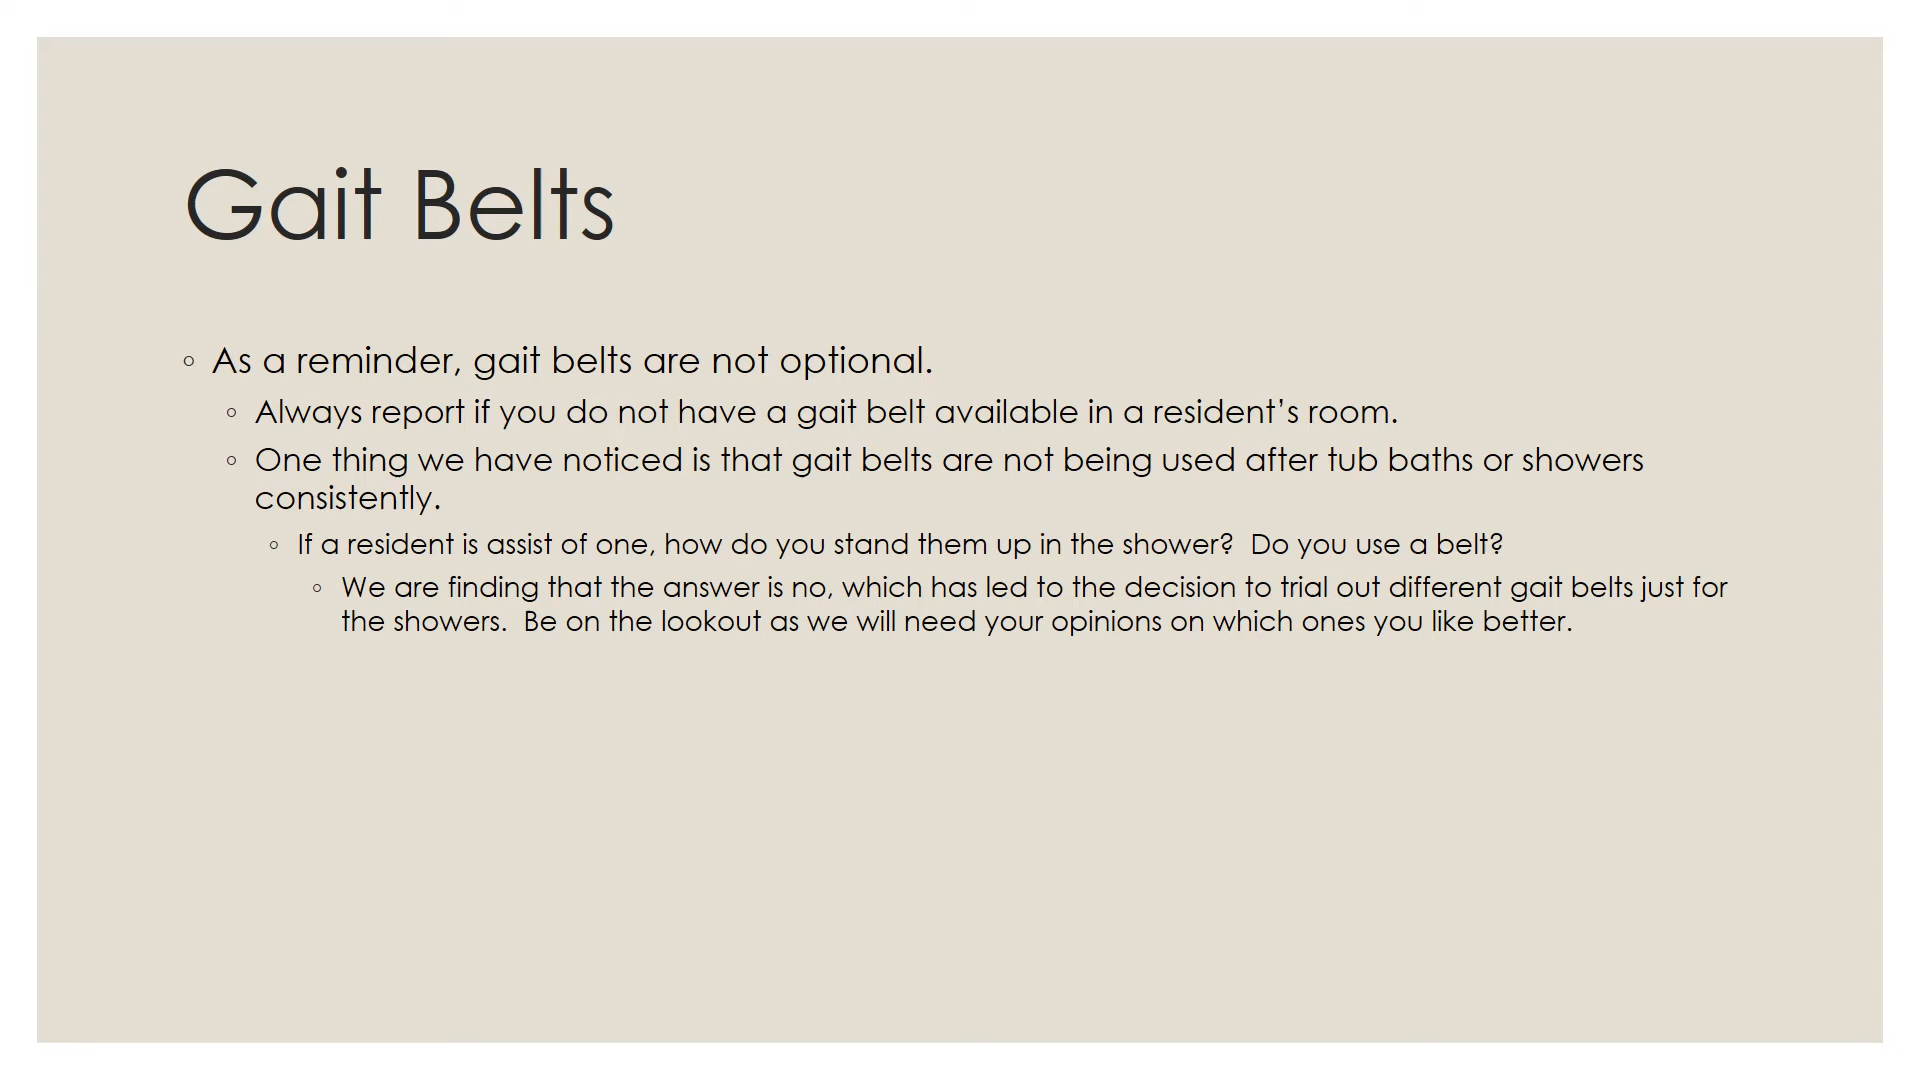 Gait Belts
◦ As a reminder, gait belts are not optional.
◦ Always report if you do not have a gait belt available in a resident’s room.
◦ One thing we have noticed is that gait belts are not being used after tub baths or showers
consistently.
◦ If a resident is assist of one, how do you stand them up in the shower?  Do you use a belt?
◦ We are finding that the answer is no, which has led to the decision to trial out different gait belts just for
the showers.  Be on the lookout as we will need your opinions on which ones you like better.